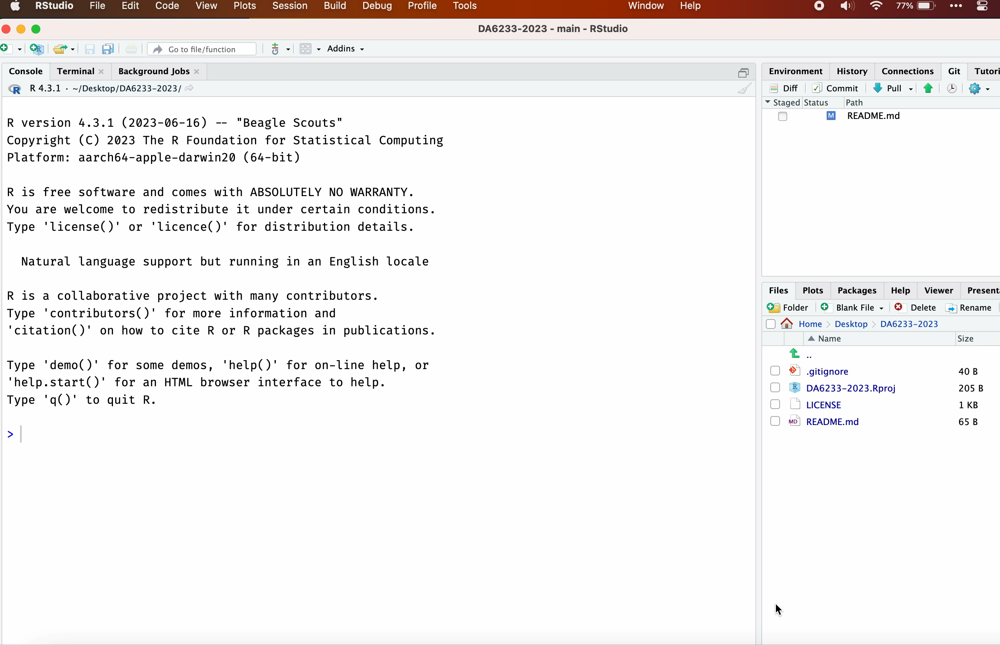 RStudio File Edit Code View Plots Session Build Debug Profile Tools Window Help 77%
DA6233-2023 - main - RStudio
Go to file/function Addins
Console Terminal Background Jobs
R 4.3.1 · ~/Desktop/DA6233-2023/
R version 4.3.1 (2023-06-16) -- "Beagle Scouts"
Copyright (C) 2023 The R Foundation for Statistical Computing
Platform: aarch64-apple-darwin20 (64-bit)
R is free software and comes with ABSOLUTELY NO WARRANTY.
You are welcome to redistribute it under certain conditions.
Type 'license()' or 'licence()' for distribution details.
Natural language support but running in an English locale
R is a collaborative project with many contributors.
Type 'contributors()' for more information and
'citation()' on how to cite R or R packages in publications.
Type 'demo()' for some demos, 'help()' for on-line help, or
'help.start()' for an HTML browser interface to help.
Type 'q()' to quit R.
>
Environment History Connections Git Tutori
Diff Commit Pull
Staged Status Path
M README.md
Files Plots Packages Help Viewer Present
Folder Blank File Delete Rename
Home > Desktop > DA6233-2023
Name Size
..
.gitignore 40 B
DA6233-2023.Rproj 205 B
LICENSE 1 KB
MD README.md 65 B